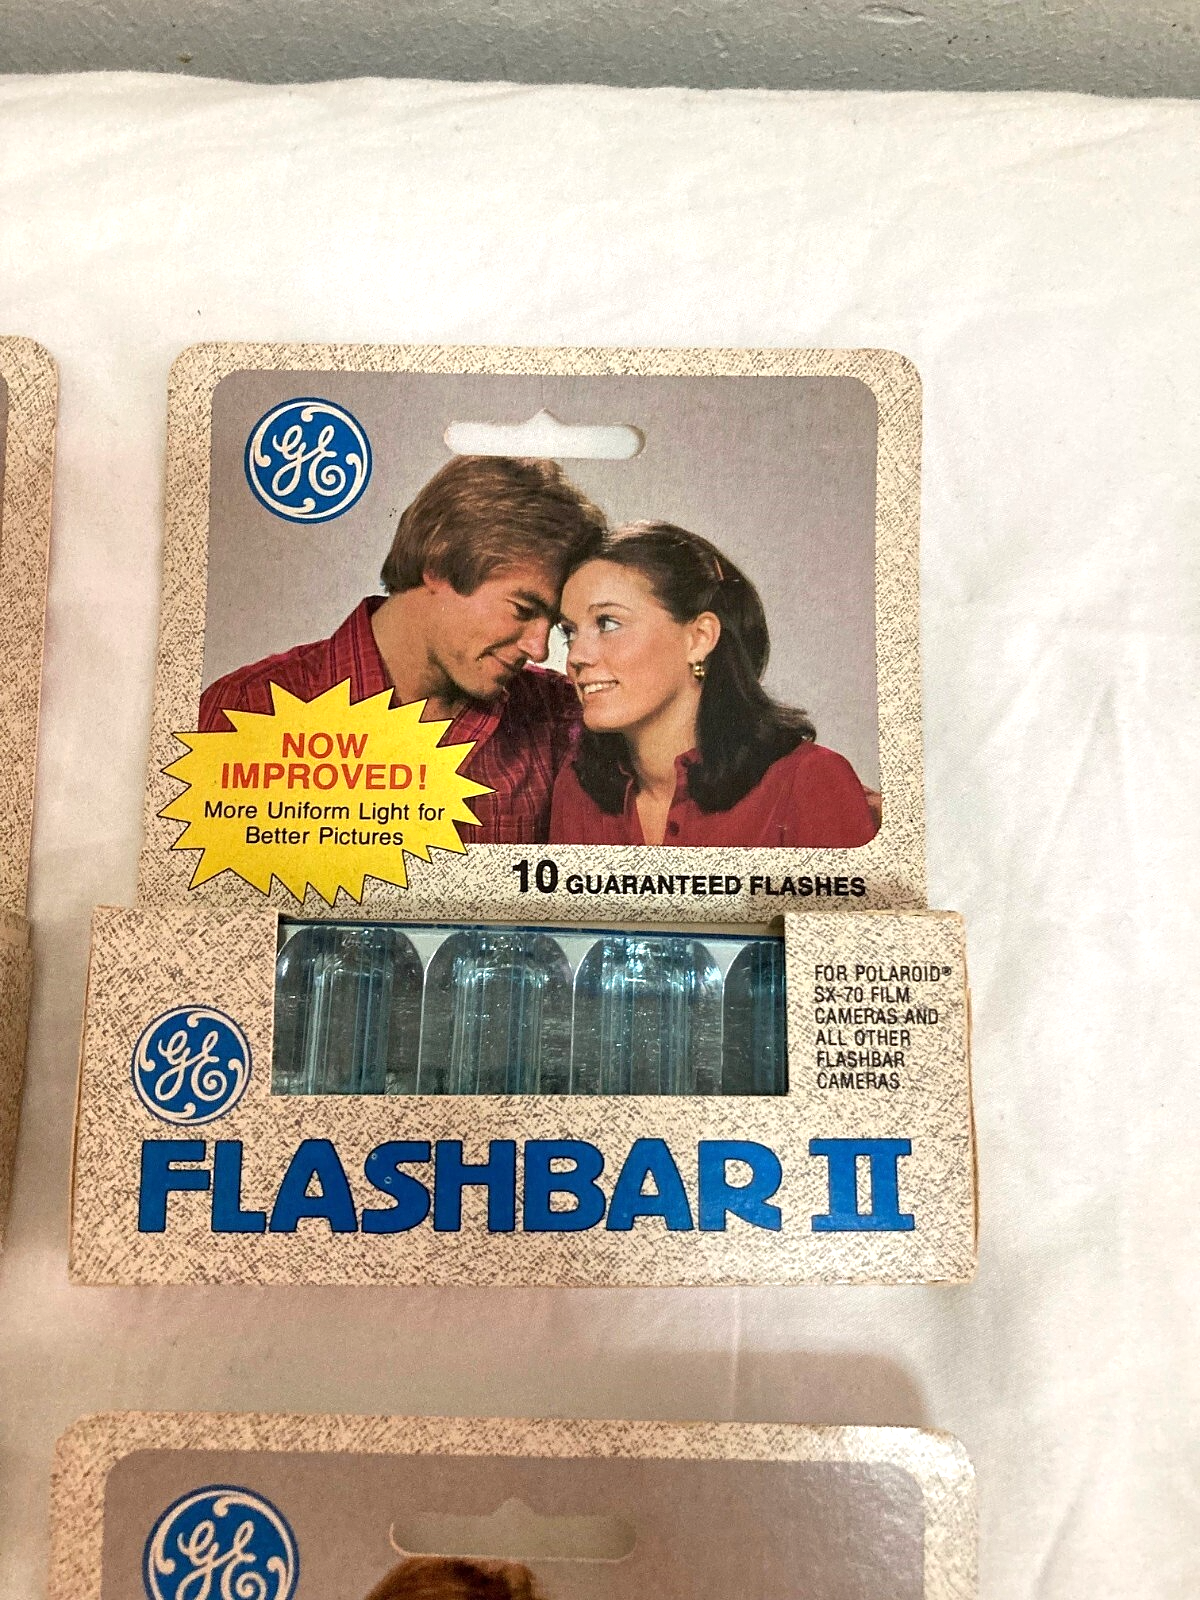 GE
NOW
IMPROVED!
More Uniform Light for
Better Pictures
10 GUARANTEED FLASHES
FOR POLAROID®
SX-70 FILM
CAMERAS AND
ALL OTHER
FLASHBAR
CAMERAS
GE
FLASHBAR II
GE